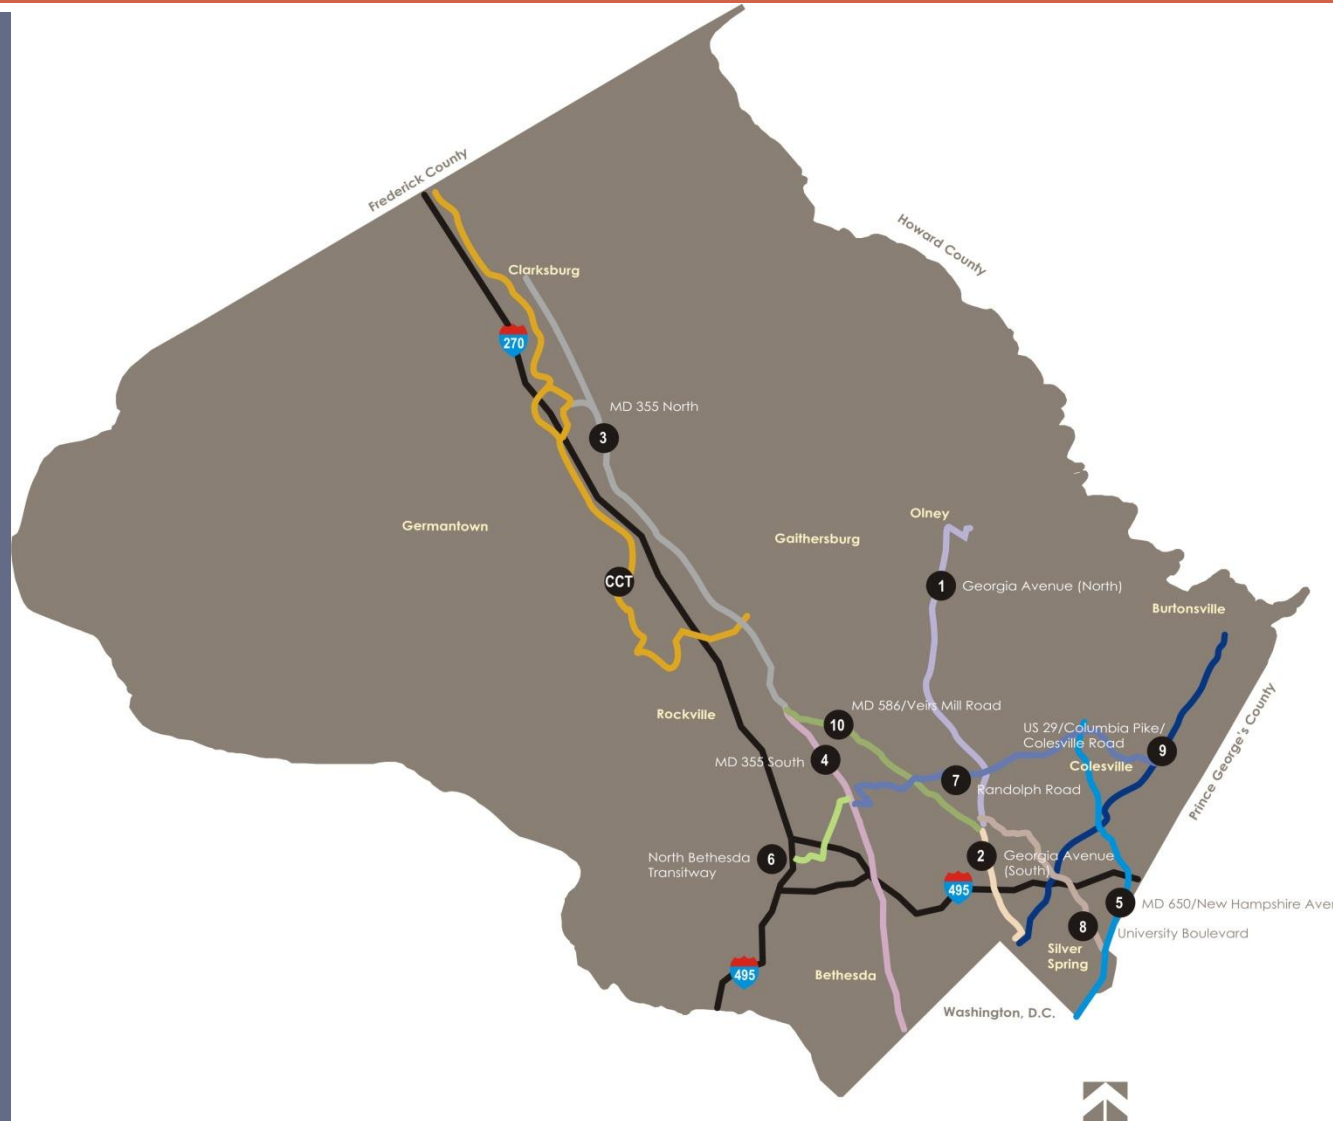 Frederick County
Howard County
Clarksburg
270
MD 355 North
3
Germantown
Olney
Gaithersburg
CCT
1
Georgia Avenue (North)
Burtonsville
Prince George's County
Rockville
MD 586/Veirs Mill Road
10
US 29/Columbia Pike/
Colesville Road
9
MD 355 South
4
Colesville
7
Randolph Road
North Bethesda
Transitway
6
2
Georgia Avenue
(South)
495
5
MD 650/New Hampshire Aven
8
University Boulevard
Silver
Spring
495
Bethesda
Washington, D.C.